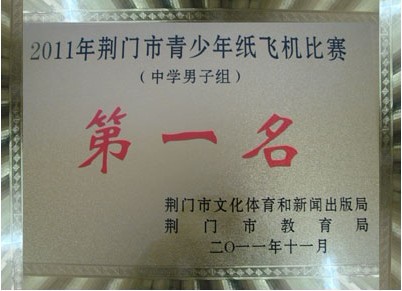 2011年荆门市青少年纸飞机比赛
（中学男子组）
第一名
荆门市文化体育和新闻出版局
荆门市教育局
二〇一一年十一月